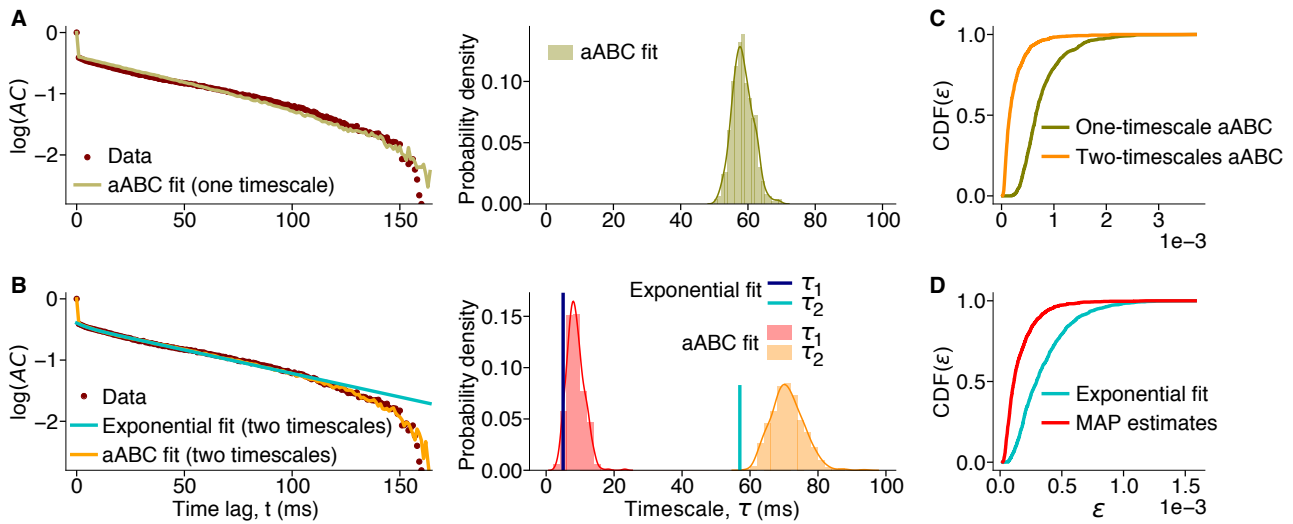 A
0
−1
−2
log(AC)
Data
aABC fit (one timescale)
0
50
100
150
Probability density
0.10
0.05
0.00
aABC fit
0
20
40
60
80
100
C
CDF(ε)
1.0
0.5
0.0
One-timescale aABC
Two-timescales aABC
0
1
2
3
1e−3
B
0
−1
−2
log(AC)
Data
Exponential fit (two timescales)
aABC fit (two timescales)
0
50
100
150
Time lag, t (ms)
Probability density
0.15
0.10
0.05
0.00
Exponential fit
τ1
τ2
aABC fit
τ1
τ2
0
20
40
60
80
100
Timescale, τ (ms)
D
CDF(ε)
1.0
0.5
0.0
Exponential fit
MAP estimates
0.0
0.5
1.0
1.5
1e−3
ε